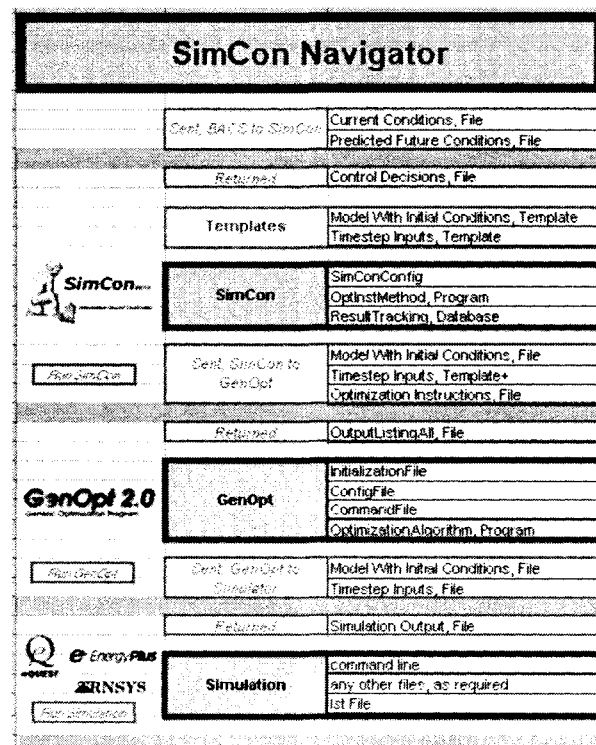 SimCon Navigator
Sent, BACS to SimCon
Current Conditions, File
Predicted Future Conditions, File
Returned
Control Decisions, File
Templates
Model With Initial Conditions, Template
Timestep Inputs, Template
SimCon
SimCon
SimConConfig
OptInstMethod, Program
ResultTracking, Database
Run SimCon
Sent, SimCon to
GenOpt
Model With Initial Conditions, File
Timestep Inputs, Template+
Optimization Instructions, File
Returned
OutputListingAll, File
GenOpt 2.0
Generic Optimization Program
GenOpt
InitializationFile
ConfigFile
CommandFile
OptimizationAlgorithm, Program
Run GenOpt
Sent, GenOpt to
Simulator
Model With Initial Conditions, File
Timestep Inputs, File
Returned
Simulation Output, File
eQUEST
EnergyPlus
TRNSYS
Run Simulation
Simulation
command line
any other files, as required
lst File